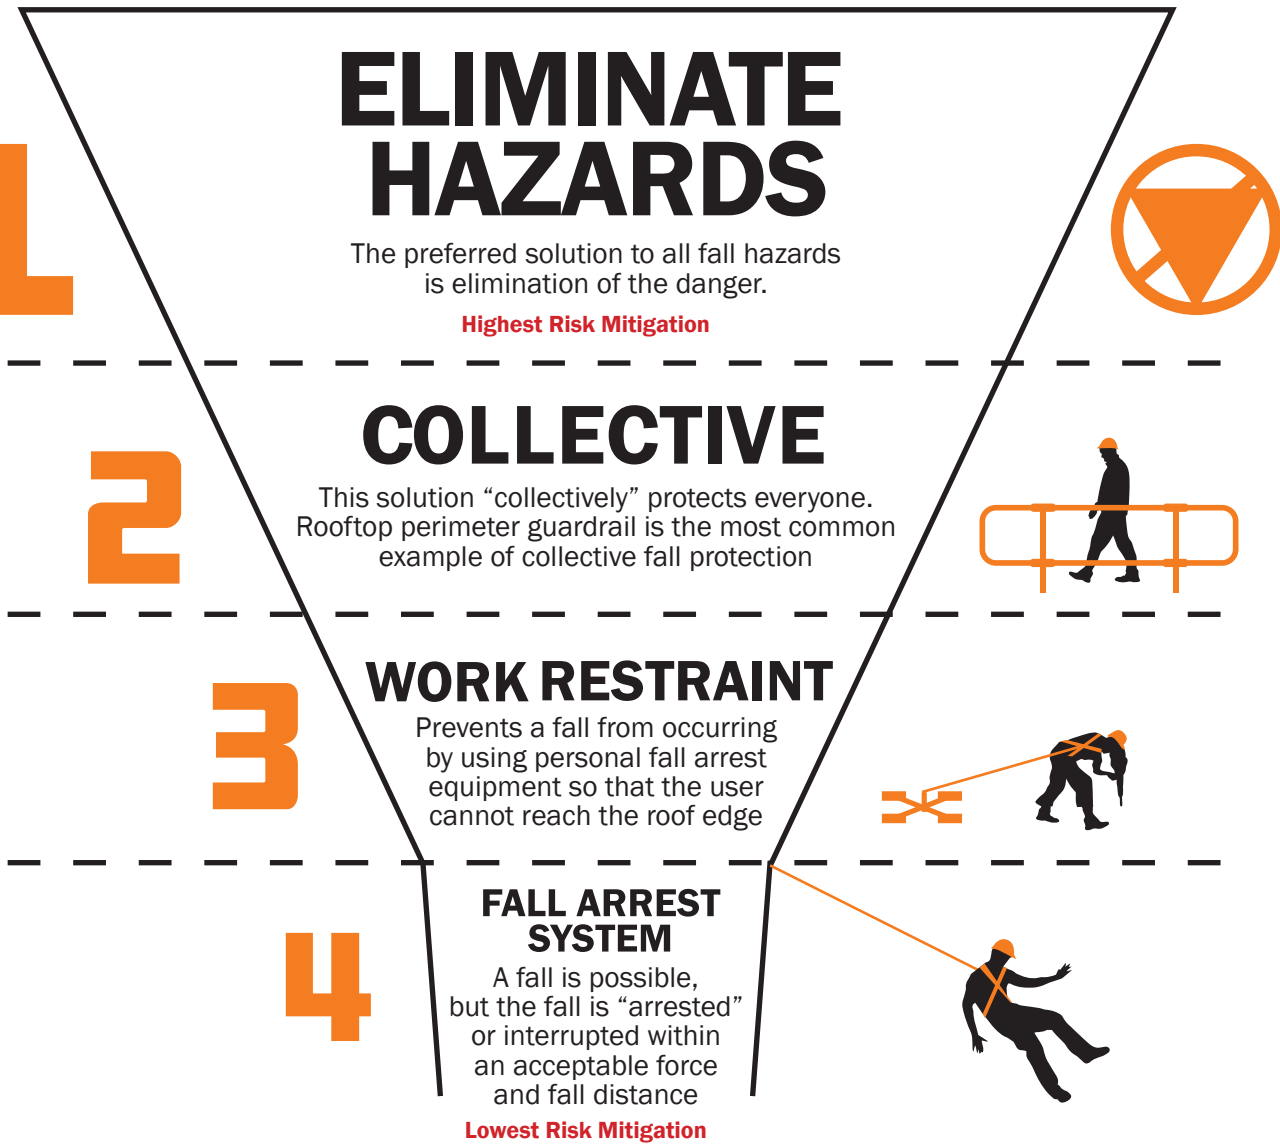 1
ELIMINATE
HAZARDS
The preferred solution to all fall hazards
is elimination of the danger.
Highest Risk Mitigation
2
COLLECTIVE
This solution “collectively” protects everyone.
Rooftop perimeter guardrail is the most common
example of collective fall protection
3
WORK RESTRAINT
Prevents a fall from occurring
by using personal fall arrest
equipment so that the user
cannot reach the roof edge
4
FALL ARREST
SYSTEM
A fall is possible,
but the fall is “arrested”
or interrupted within
an acceptable force
and fall distance
Lowest Risk Mitigation